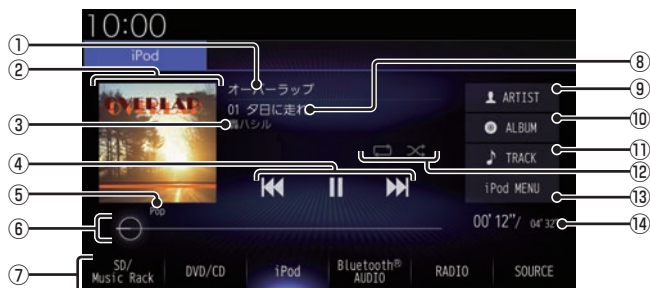 10:00
iPod
①
②
③
④
⑤
⑥
⑦
OVERLAP
オーバーラップ
01 夕日に走れ
轟ハシル
Pop
⑧
⑨
⑩
⑪
⑫
⑬
⑭
ARTIST
ALBUM
TRACK
iPod MENU
00'12"/ 04'32"
SD/
Music Rack
DVD/CD
iPod
Bluetooth®
AUDIO
RADIO
SOURCE